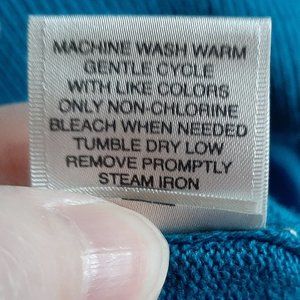 MACHINE WASH WARM
GENTLE CYCLE
WITH LIKE COLORS
ONLY NON-CHLORINE
BLEACH WHEN NEEDED
TUMBLE DRY LOW
REMOVE PROMPTLY
STEAM IRON